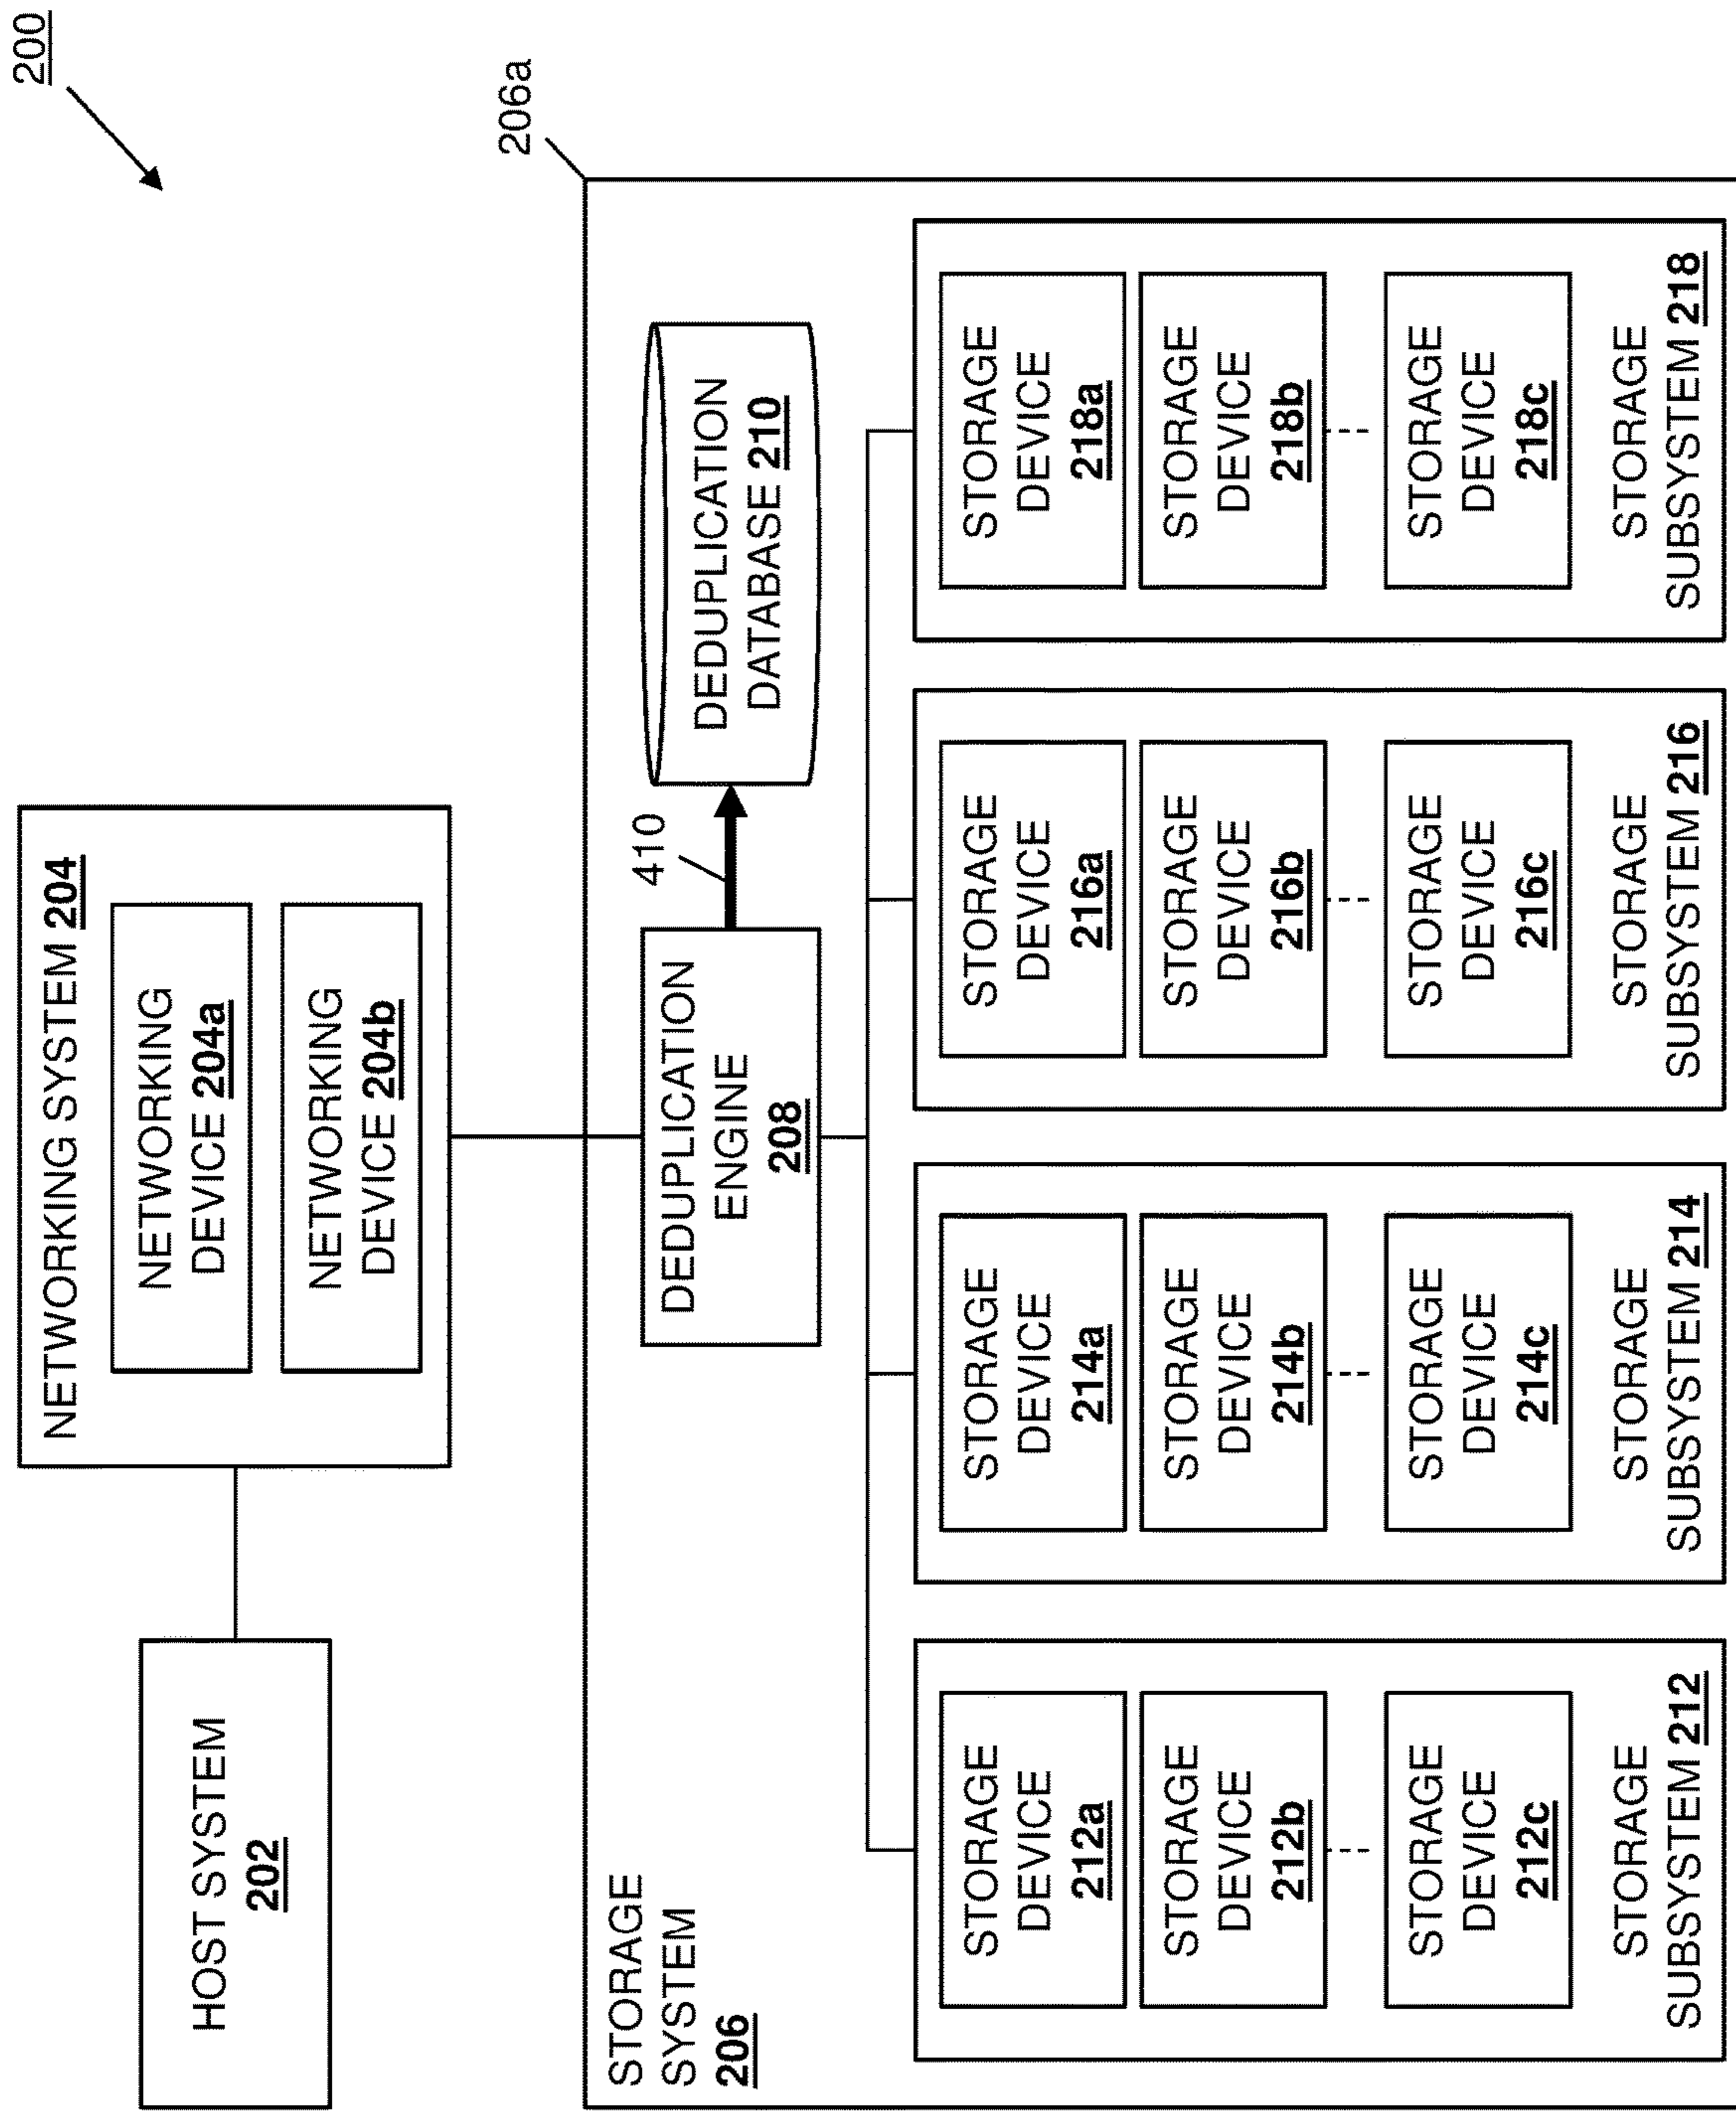 200
NETWORKING SYSTEM 204
NETWORKING
DEVICE 204a
NETWORKING
DEVICE 204b
HOST SYSTEM
202
206a
STORAGE
SYSTEM
206
DEDUPLICATION
ENGINE
208
410
DEDUPLICATION
DATABASE 210
STORAGE
DEVICE
212a
STORAGE
DEVICE
212b
STORAGE
DEVICE
212c
STORAGE
SUBSYSTEM 212
STORAGE
DEVICE
214a
STORAGE
DEVICE
214b
STORAGE
DEVICE
214c
STORAGE
SUBSYSTEM 214
STORAGE
DEVICE
216a
STORAGE
DEVICE
216b
STORAGE
DEVICE
216c
STORAGE
SUBSYSTEM 216
STORAGE
DEVICE
218a
STORAGE
DEVICE
218b
STORAGE
DEVICE
218c
STORAGE
SUBSYSTEM 218